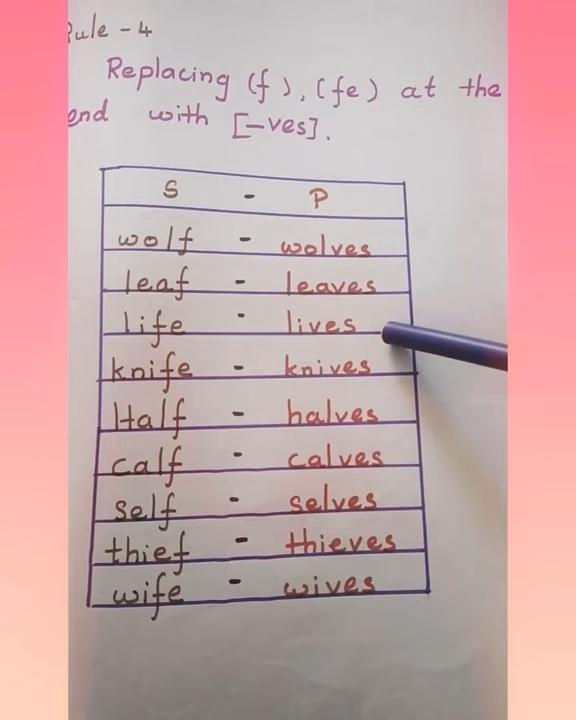 Rule - 4
Replacing (f), (fe) at the
end with [-ves].
S - P
wolf - wolves
leaf - leaves
life - lives
knife - knives
Half - halves
calf - calves
self - selves
thief - thieves
wife - wives